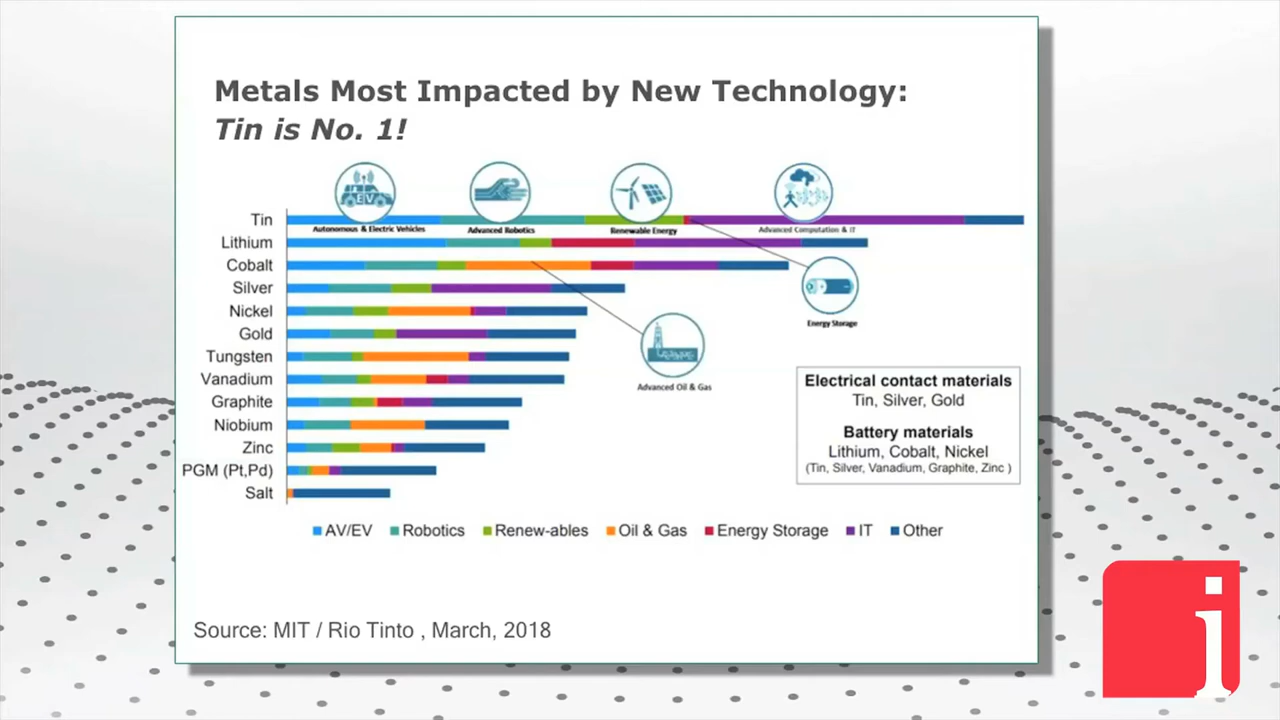 Metals Most Impacted by New Technology:
Tin is No. 1!
EV
Tin
Autonomous & Electric Vehicles
Advanced Robotics
Renewable Energy
Advanced Computation & IT
Lithium
Cobalt
Silver
Nickel
Energy Storage
Gold
Tungsten
Vanadium
Advanced Oil & Gas
Graphite
Niobium
Zinc
PGM (Pt,Pd)
Salt
Electrical contact materials
Tin, Silver, Gold
Battery materials
Lithium, Cobalt, Nickel
(Tin, Silver, Vanadium, Graphite, Zinc )
AV/EV Robotics Renew-ables Oil & Gas Energy Storage IT Other
Source: MIT / Rio Tinto , March, 2018
i